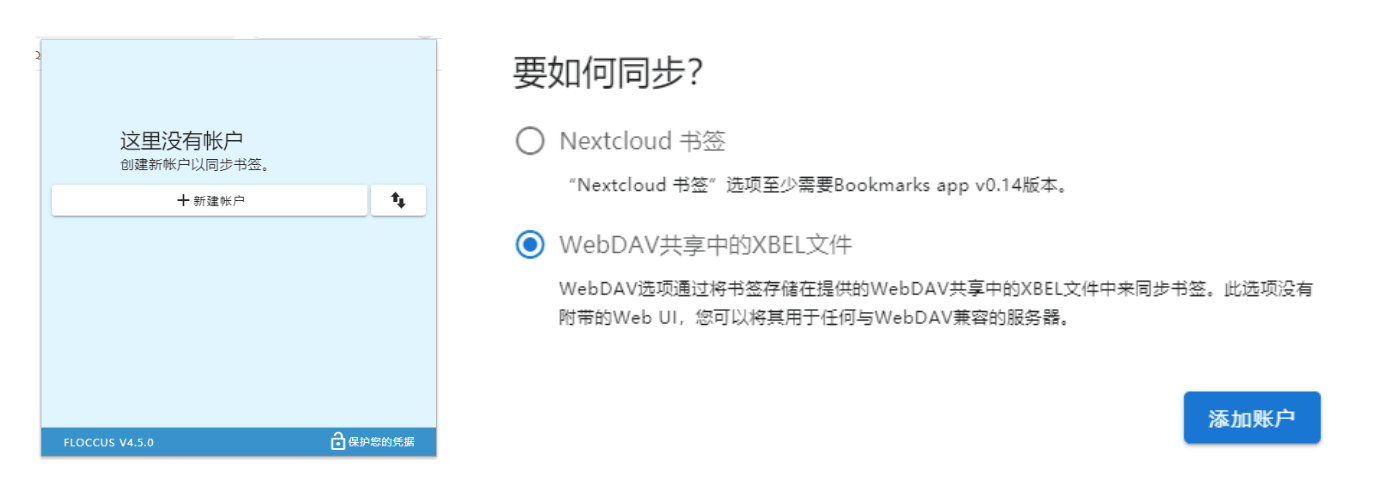 这里没有帐户
创建新帐户以同步书签。
新建帐户
FLOCCUS V4.5.0
保护您的凭据
要如何同步？
Nextcloud 书签
“Nextcloud 书签”选项至少需要Bookmarks app v0.14版本。
WebDAV共享中的XBEL文件
WebDAV选项通过将书签存储在提供的WebDAV共享中的XBEL文件中来同步书签。此选项没有
附带的Web UI，您可以将其用于任何与WebDAV兼容的服务器。
添加账户